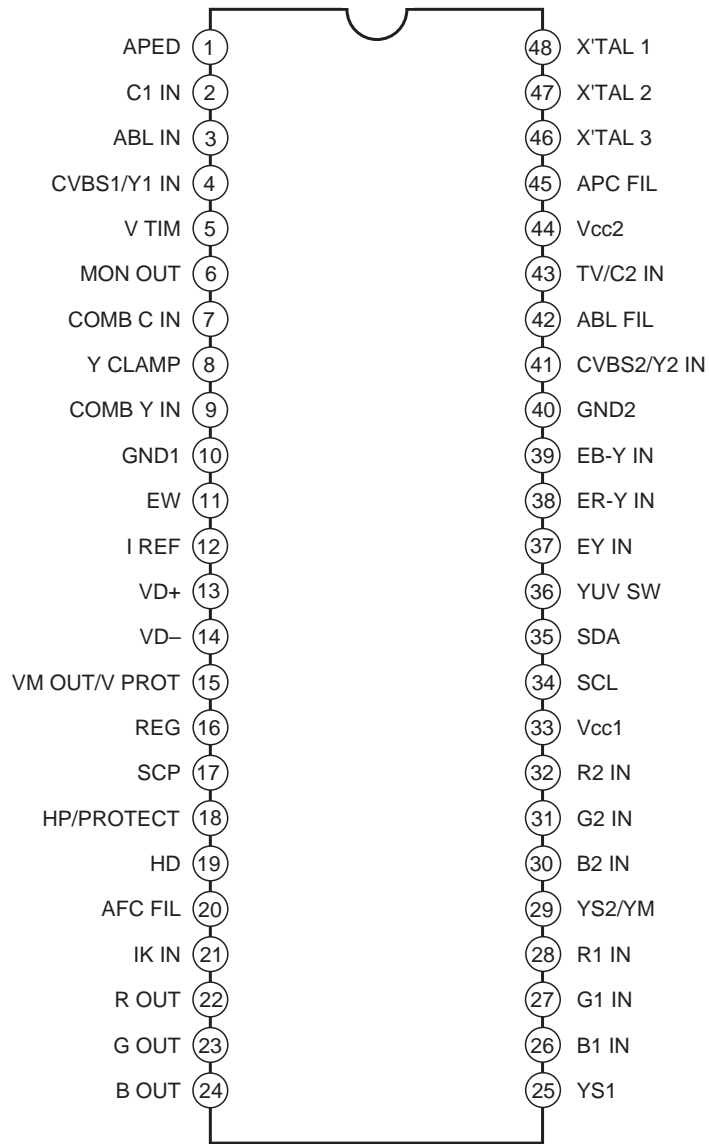 APED 1 48 X'TAL 1
C1 IN 2 47 X'TAL 2
ABL IN 3 46 X'TAL 3
CVBS1/Y1 IN 4 45 APC FIL
V TIM 5 44 Vcc2
MON OUT 6 43 TV/C2 IN
COMB C IN 7 42 ABL FIL
Y CLAMP 8 41 CVBS2/Y2 IN
COMB Y IN 9 40 GND2
GND1 10 39 EB-Y IN
EW 11 38 ER-Y IN
I REF 12 37 EY IN
VD+ 13 36 YUV SW
VD– 14 35 SDA
VM OUT/V PROT 15 34 SCL
REG 16 33 Vcc1
SCP 17 32 R2 IN
HP/PROTECT 18 31 G2 IN
HD 19 30 B2 IN
AFC FIL 20 29 YS2/YM
IK IN 21 28 R1 IN
R OUT 22 27 G1 IN
G OUT 23 26 B1 IN
B OUT 24 25 YS1